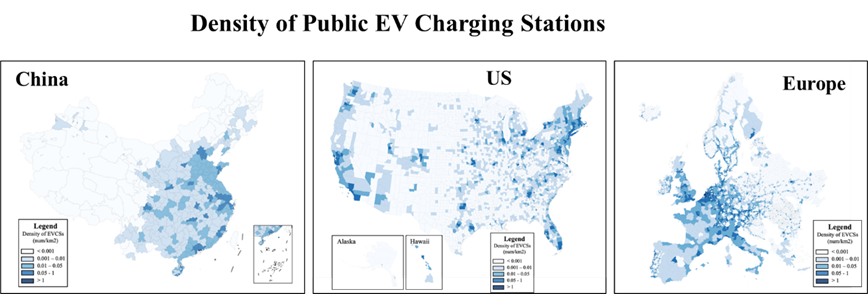 Density of Public EV Charging Stations
China
US
Europe
Legend
Density of EVCSs
(num/km2)
< 0.001
0.001 – 0.01
0.01 – 0.05
0.05 - 1
> 1
Alaska
Hawaii
Legend
Density of EVCSs
(num/km2)
< 0.001
0.001 – 0.01
0.01 – 0.05
0.05 - 1
> 1
Legend
Density of EVCSs
(num/km2)
< 0.001
0.001 – 0.01
0.01 – 0.05
0.05 - 1
> 1